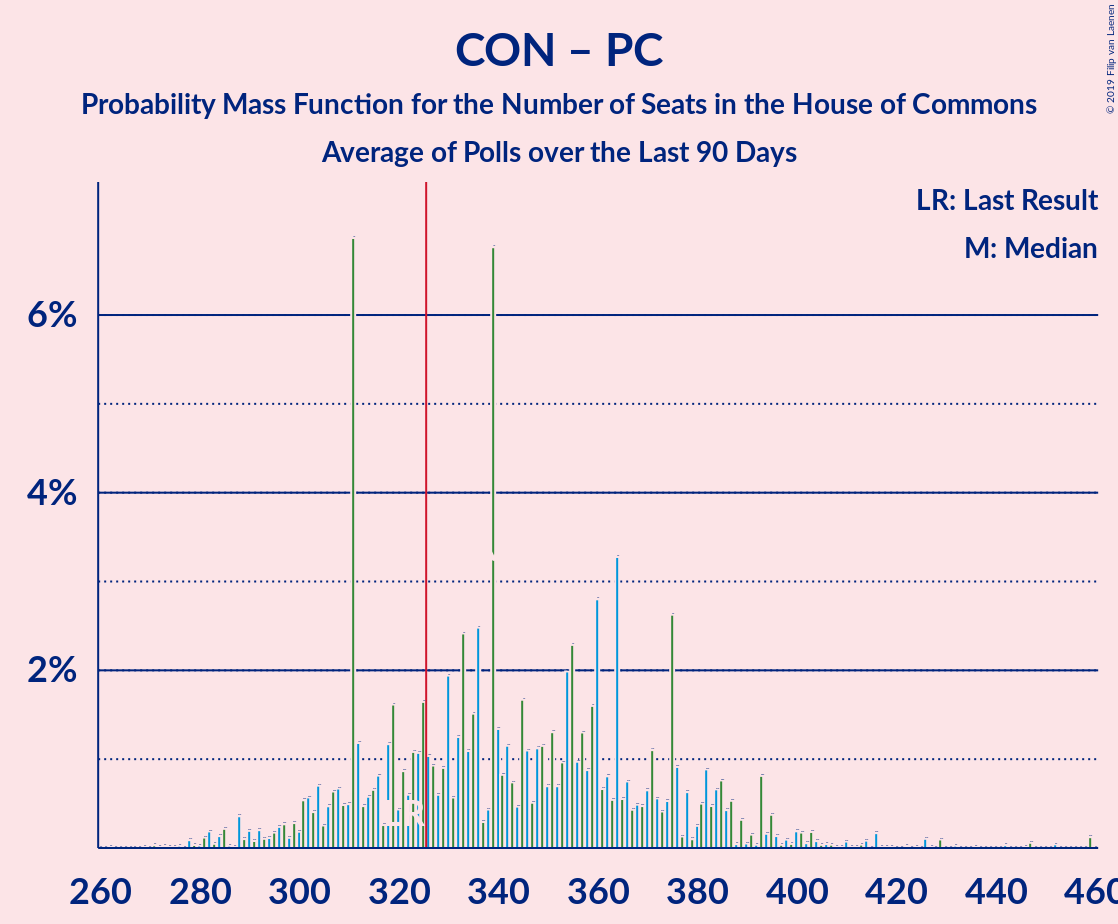 CON – PC
Probability Mass Function for the Number of Seats in the House of Commons
Average of Polls over the Last 90 Days
© 2019 Filip van Laenen
LR: Last Result
M: Median
6%
4%
2%
260 280 300 320 340 360 380 400 420 440 460